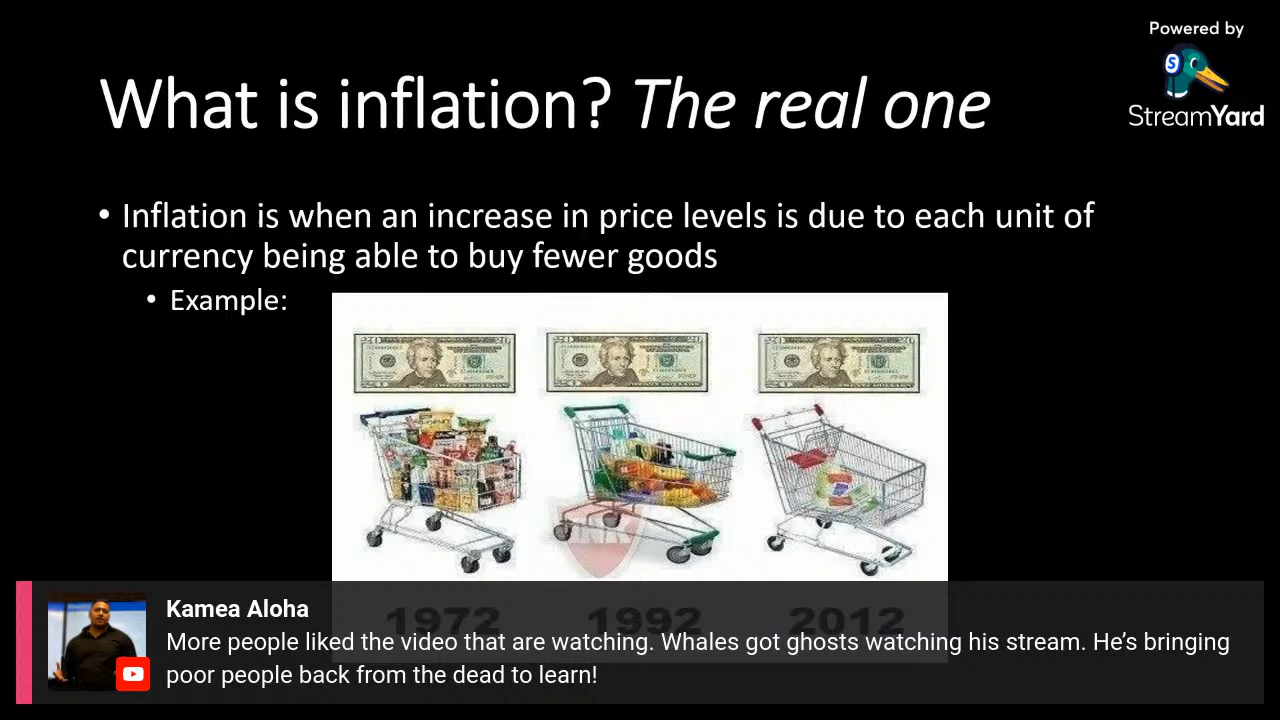 Powered by
StreamYard
What is inflation? The real one
• Inflation is when an increase in price levels is due to each unit of
currency being able to buy fewer goods
• Example:
1972 1992 2012
Kamea Aloha
More people liked the video that are watching. Whales got ghosts watching his stream. He’s bringing
poor people back from the dead to learn!